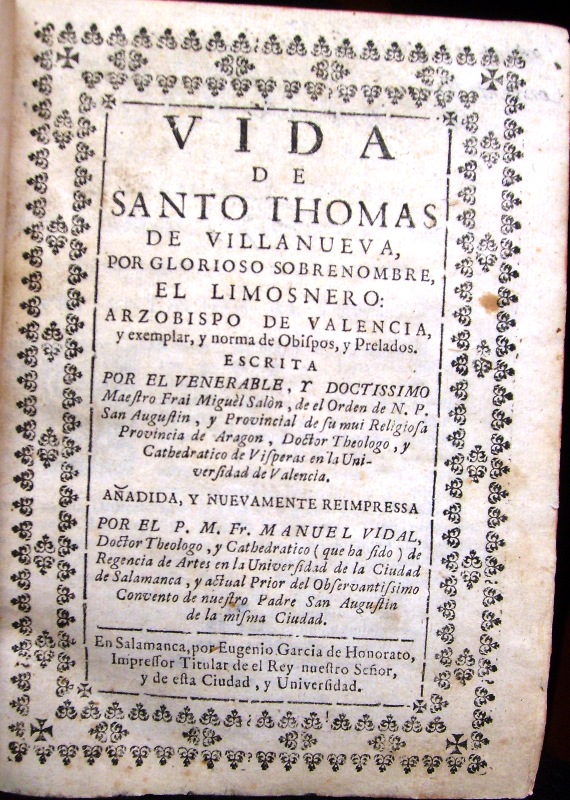 VIDA
DE
SANTO THOMAS
DE VILLANUEVA,
POR GLORIOSO SOBRENOMBRE,
EL LIMOSNERO:
ARZOBISPO DE VALENCIA,
y exemplar, y norma de Obiſpos, y Prelados.
ESCRITA
POR EL VENERABLE, Y DOCTISSIMO
Maeſtro Frai Miguèl Salòn, de el Orden de N. P.
San Auguſtin, y Provincial de ſu mui Religioſa
Provincia de Aragon, Doctor Theologo, y
Cathedratico de Viſperas en la Uni-
verſidad de Valencia.
AÑADIDA, Y NUEVAMENTE REIMPRESSA
POR EL P. M. Fr. MANUEL VIDAL,
Doctor Theologo, y Cathedratico (que ha ſido) de
Regencia de Artes en la Univerſidad de la Ciudad
de Salamanca, y actual Prior del Obſervantiſſimo
Convento de nueſtro Padre San Auguſtin
de la miſma Ciudad.
En Salamanca, por Eugenio Garcia de Honorato,
Impreſſor Titular de el Rey nueſtro Señor,
y de eſta Ciudad, y Univerſidad.